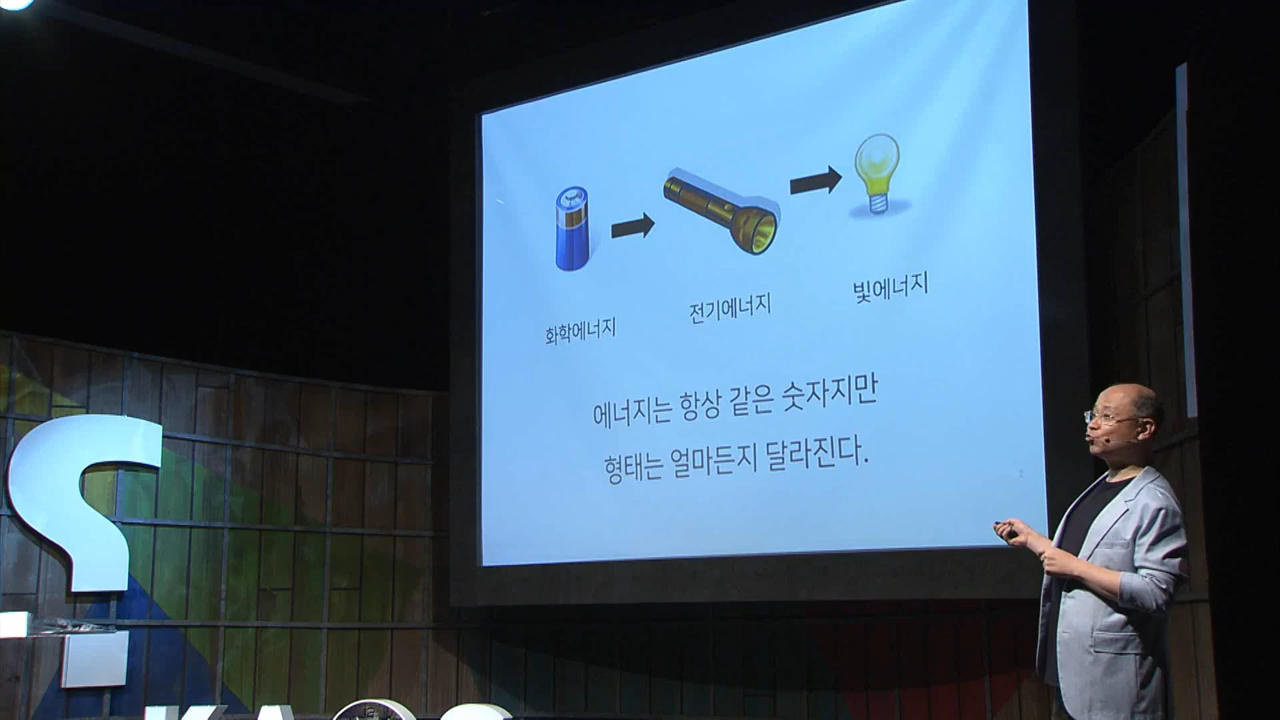 화학에너지
전기에너지
빛에너지
에너지는 항상 같은 숫자지만
형태는 얼마든지 달라진다.
?
KAOS